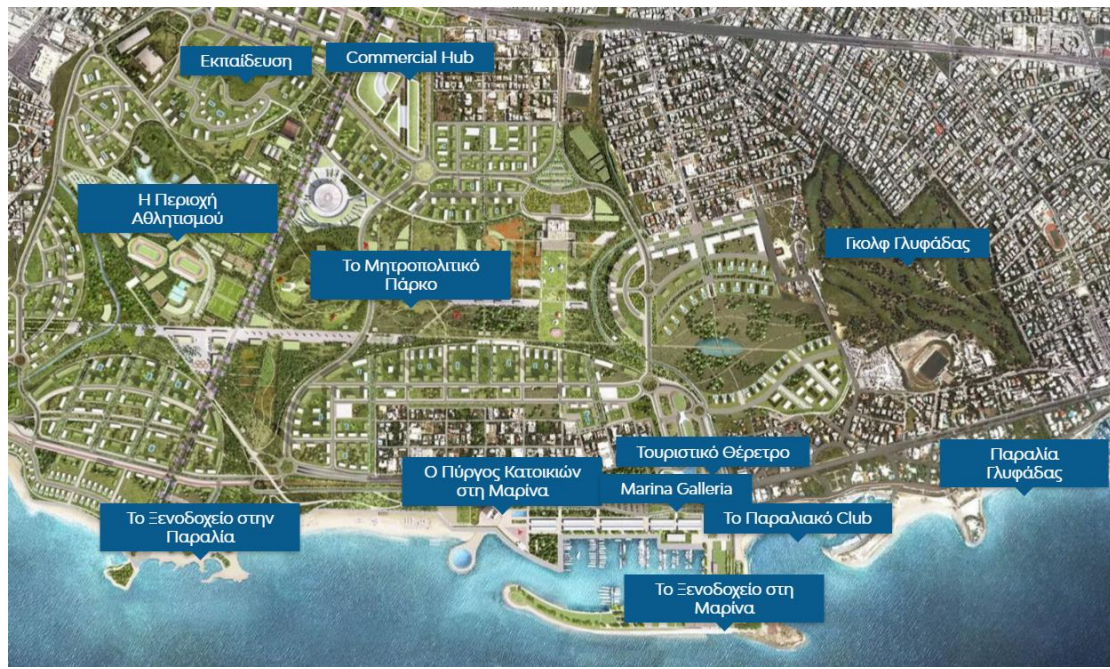 Εκπαίδευση
Commercial Hub
Η Περιοχή
Αθλητισμού
Γκολφ Γλυφάδας
Το Μητροπολιτικό
Πάρκο
Τουριστικό Θέρετρο
Παραλία
Γλυφάδας
Ο Πύργος Κατοικιών
στη Μαρίνα
Marina Galleria
Το Ξενοδοχείο στην
Παραλία
Το Παραλιακό Club
Το Ξενοδοχείο στη
Μαρίνα